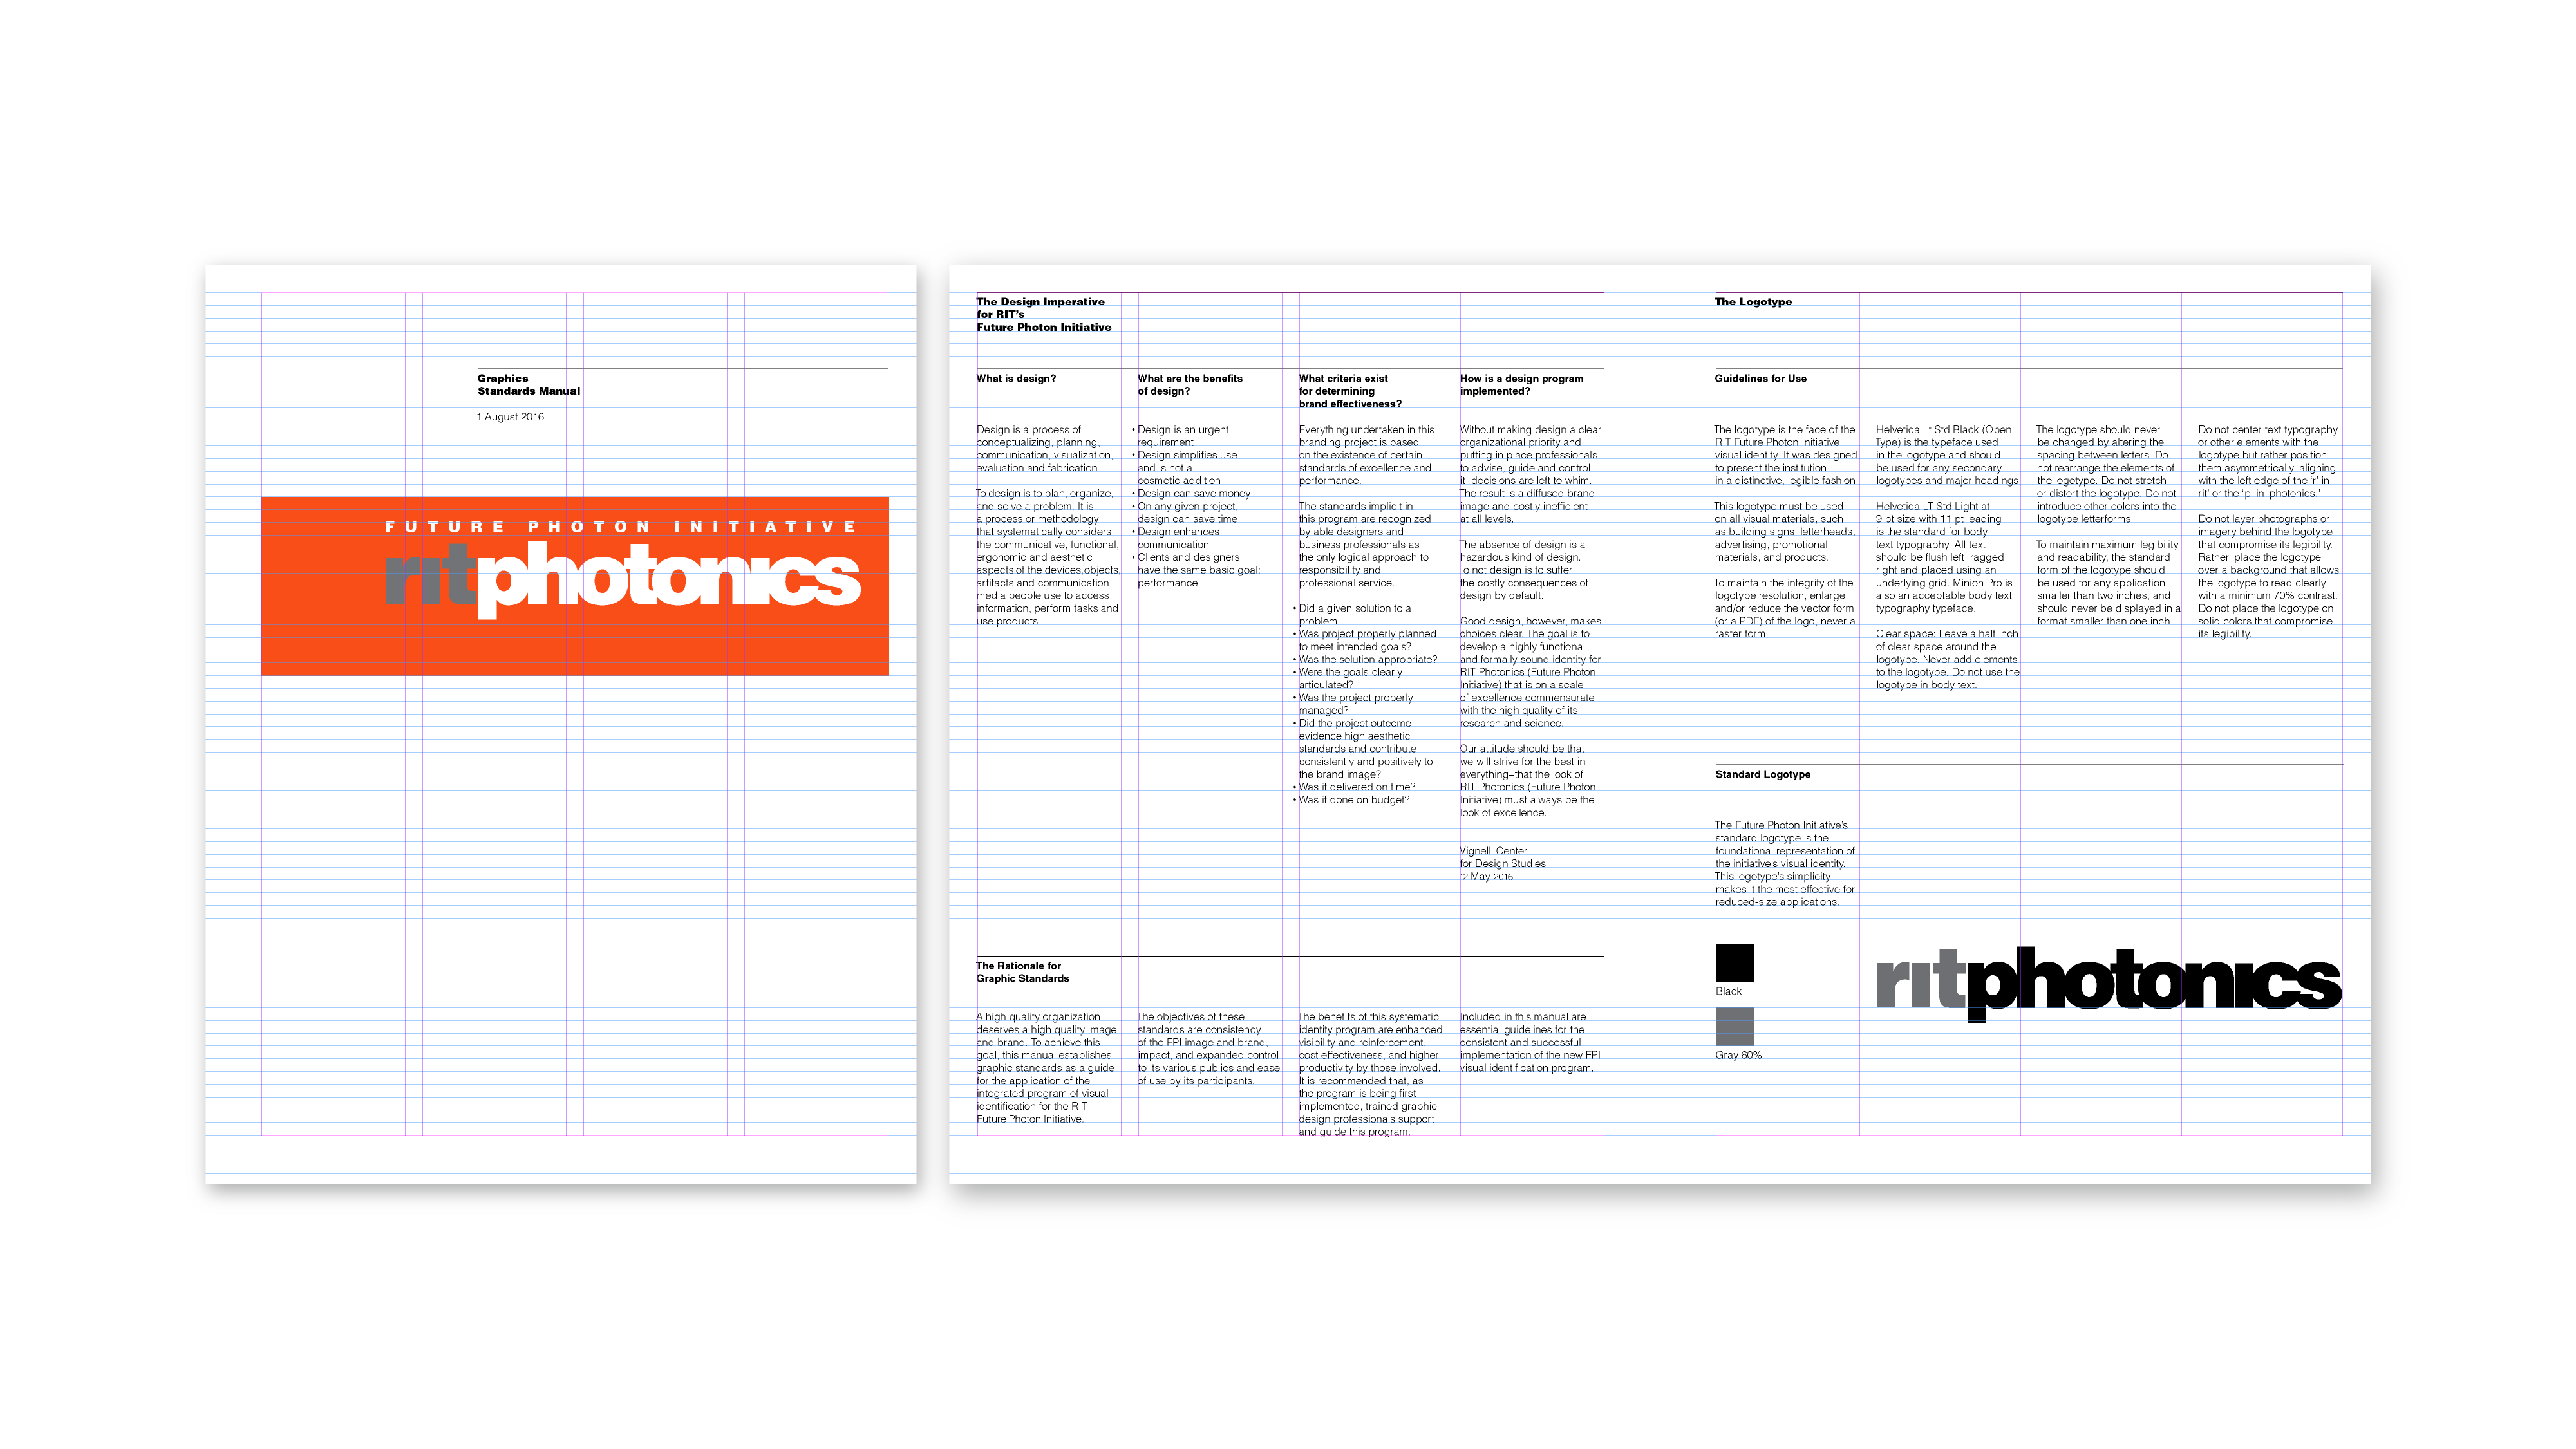 Graphics
Standards Manual
1 August 2016
FUTURE PHOTON INITIATIVE
ritphotonics
The Design Imperative
for RIT's
Future Photon Initiative
What is design?
Design is a process of
conceptualizing, planning,
communication, visualization,
evaluation and fabrication.
To design is to plan, organize,
and solve a problem. It is
a process or methodology
that systematically considers
the communicative, functional,
ergonomic and aesthetic
aspects of the devices,objects,
artifacts and communication
media people use to access
information, perform tasks and
use products.
What are the benefits
of design?
• Design is an urgent
requirement
• Design simplifies use,
and is not a
cosmetic addition
• Design can save money
• On any given project,
design can save time
• Design enhances
communication
• Clients and designers
have the same basic goal:
performance
What criteria exist
for determining
brand effectiveness?
Everything undertaken in this
branding project is based
on the existence of certain
standards of excellence and
performance.
The standards implicit in
this program are recognized
by able designers and
business professionals as
the only logical approach to
responsibility and
professional service.
• Did a given solution to a
problem
• Was project properly planned
to meet intended goals?
• Was the solution appropriate?
• Were the goals clearly
articulated?
• Was the project properly
managed?
• Did the project outcome
evidence high aesthetic
standards and contribute
consistently and positively to
the brand image?
• Was it delivered on time?
• Was it done on budget?
How is a design program
implemented?
Without making design a clear
organizational priority and
putting in place professionals
to advise, guide and control
it, decisions are left to whim.
The result is a diffused brand
image and costly inefficient
at all levels.
The absence of design is a
hazardous kind of design.
To not design is to suffer
the costly consequences of
design by default.
Good design, however, makes
choices clear. The goal is to
develop a highly functional
and formally sound identity for
RIT Photonics (Future Photon
Initiative) that is on a scale
of excellence commensurate
with the high quality of its
research and science.
Our attitude should be that
we will strive for the best in
everything–that the look of
RIT Photonics (Future Photon
Initiative) must always be the
look of excellence.
Vignelli Center
for Design Studies
12 May 2016
The Rationale for
Graphic Standards
A high quality organization
deserves a high quality image
and brand. To achieve this
goal, this manual establishes
graphic standards as a guide
for the application of the
integrated program of visual
identification for the RIT
Future Photon Initiative.
The objectives of these
standards are consistency
of the FPI image and brand,
impact, and expanded control
to its various publics and ease
of use by its participants.
The benefits of this systematic
identity program are enhanced
visibility and reinforcement,
cost effectiveness, and higher
productivity by those involved.
It is recommended that, as
the program is being first
implemented, trained graphic
design professionals support
and guide this program.
Included in this manual are
essential guidelines for the
consistent and successful
implementation of the new FPI
visual identification program.
The Logotype
Guidelines for Use
The logotype is the face of the
RIT Future Photon Initiative
visual identity. It was designed
to present the institution
in a distinctive, legible fashion.
This logotype must be used
on all visual materials, such
as building signs, letterheads,
advertising, promotional
materials, and products.
To maintain the integrity of the
logotype resolution, enlarge
and/or reduce the vector form
(or a PDF) of the logo, never a
raster form.
Helvetica Lt Std Black (Open
Type) is the typeface used
in the logotype and should
be used for any secondary
logotypes and major headings.
Helvetica LT Std Light at
9 pt size with 11 pt leading
is the standard for body
text typography. All text
should be flush left, ragged
right and placed using an
underlying grid. Minion Pro is
also an acceptable body text
typography typeface.
Clear space: Leave a half inch
of clear space around the
logotype. Never add elements
to the logotype. Do not use the
logotype in body text.
The logotype should never
be changed by altering the
spacing between letters. Do
not rearrange the elements of
the logotype. Do not stretch
or distort the logotype. Do not
introduce other colors into the
logotype letterforms.
To maintain maximum legibility
and readability, the standard
form of the logotype should
be used for any application
smaller than two inches, and
should never be displayed in a
format smaller than one inch.
Do not center text typography
or other elements with the
logotype but rather position
them asymmetrically, aligning
with the left edge of the 'r' in
'rit' or the 'p' in 'photonics.'
Do not layer photographs or
imagery behind the logotype
that compromise its legibility.
Rather, place the logotype
over a background that allows
the logotype to read clearly
with a minimum 70% contrast.
Do not place the logotype on
solid colors that compromise
its legibility.
Standard Logotype
The Future Photon Initiative's
standard logotype is the
foundational representation of
the initiative's visual identity.
This logotype's simplicity
makes it the most effective for
reduced-size applications.
Black
Gray 60%
ritphotonics